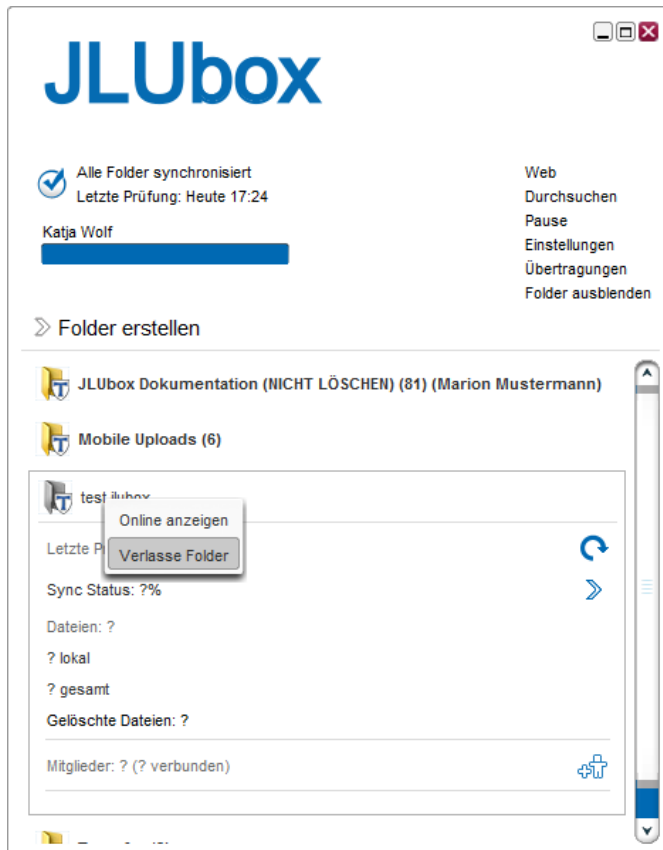 JLUbox
Alle Folder synchronisiert
Letzte Prüfung: Heute 17:24
Katja Wolf
Web
Durchsuchen
Pause
Einstellungen
Übertragungen
Folder ausblenden
Folder erstellen
JLUbox Dokumentation (NICHT LÖSCHEN) (81) (Marion Mustermann)
Mobile Uploads (6)
test
Online anzeigen
Verlasse Folder
Letzte
Sync Status: ?%
Dateien: ?
? lokal
? gesamt
Gelöschte Dateien: ?
Mitglieder: ? (? verbunden)